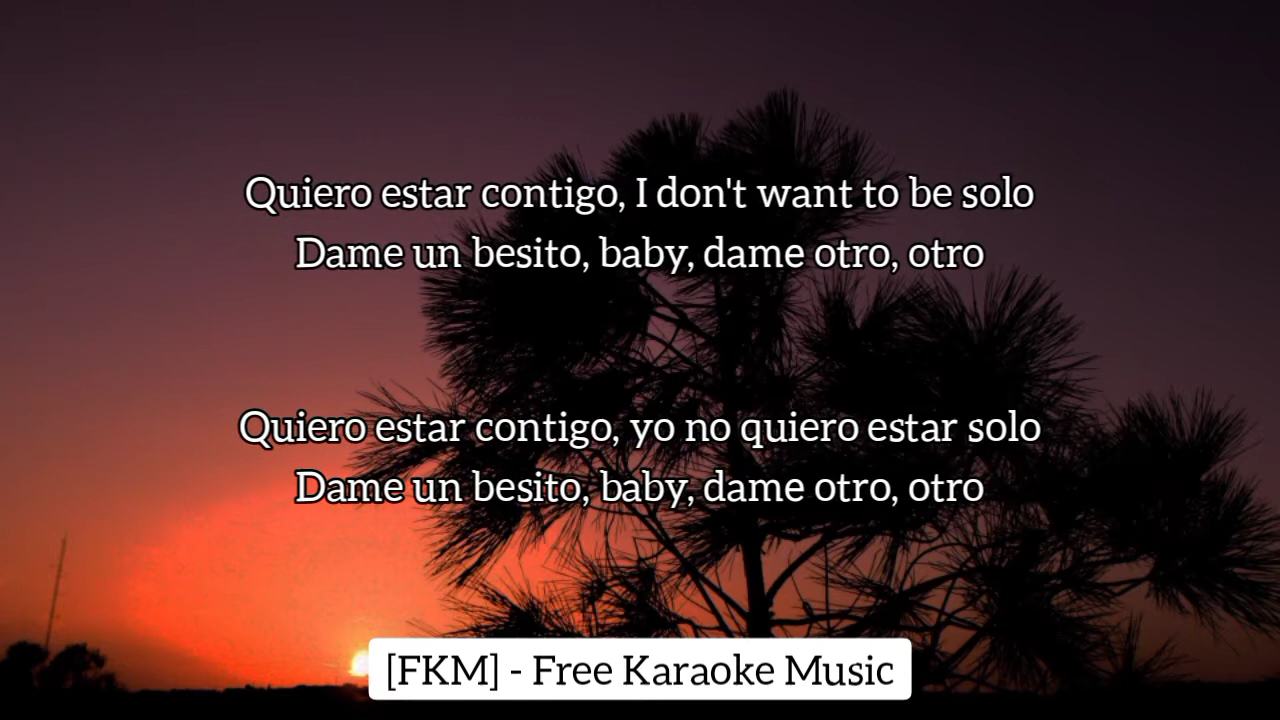 Quiero estar contigo, I don't want to be solo
Dame un besito, baby, dame otro, otro
Quiero estar contigo, yo no quiero estar solo
Dame un besito, baby, dame otro, otro
[FKM] - Free Karaoke Music